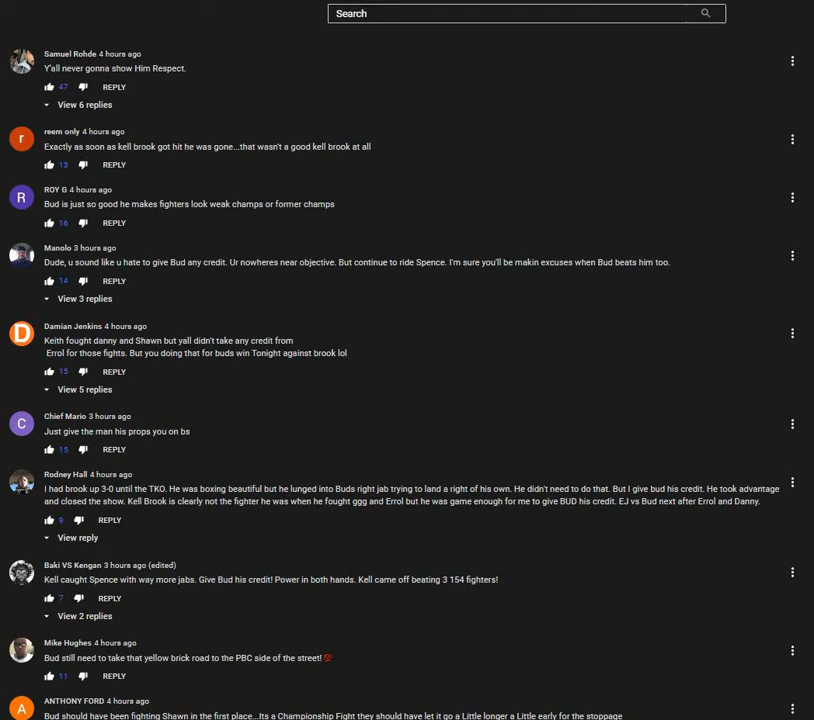 Search
Samuel Rohde 4 hours ago
Y'all never gonna show Him Respect.
47 REPLY
View 6 replies
r
reem only 4 hours ago
Exactly as soon as kell brook got hit he was gone...that wasn't a good kell brook at all
13 REPLY
R
ROY G 4 hours ago
Bud is just so good he makes fighters look weak champs or former champs
16 REPLY
Manolo 3 hours ago
Dude, u sound like u hate to give Bud any credit. Ur nowheres near objective. But continue to ride Spence. I'm sure you'll be makin excuses when Bud beats him too.
14 REPLY
View 3 replies
D
Damian Jenkins 4 hours ago
Keith fought danny and Shawn but yall didn't take any credit from
Errol for those fights. But you doing that for buds win Tonight against brook lol
15 REPLY
View 5 replies
C
Chief Mario 3 hours ago
Just give the man his props you on bs
15 REPLY
Rodney Hall 4 hours ago
I had brook up 3-0 until the TKO. He was boxing beautiful but he lunged into Buds right jab trying to land a right of his own. He didn't need to do that. But I give bud his credit. He took advantage
and closed the show. Kell Brook is clearly not the fighter he was when he fought ggg and Errol but he was game enough for me to give BUD his credit. EJ vs Bud next after Errol and Danny.
9 REPLY
View reply
Baki VS Kengan 3 hours ago (edited)
Kell caught Spence with way more jabs. Give Bud his credit! Power in both hands. Kell came off beating 3 154 fighters!
7 REPLY
View 2 replies
Mike Hughes 4 hours ago
Bud still need to take that yellow brick road to the PBC side of the street! 💯
11 REPLY
A
ANTHONY FORD 4 hours ago
Bud should have been fighting Shawn in the first place...Its a Championship Fight they should have let it go a Little longer a Little early for the stoppage